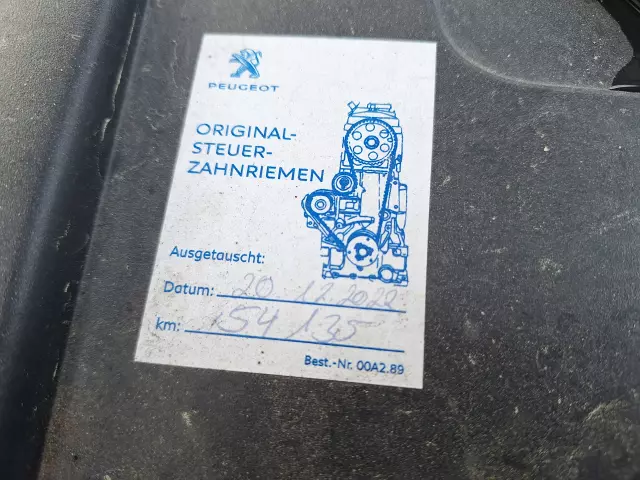 PEUGEOT
ORIGINAL-
STEUER-
ZAHNRIEMEN
Ausgetauscht:
Datum: 20 12.2022
km: 154 135
Best.-Nr. 00A2.89